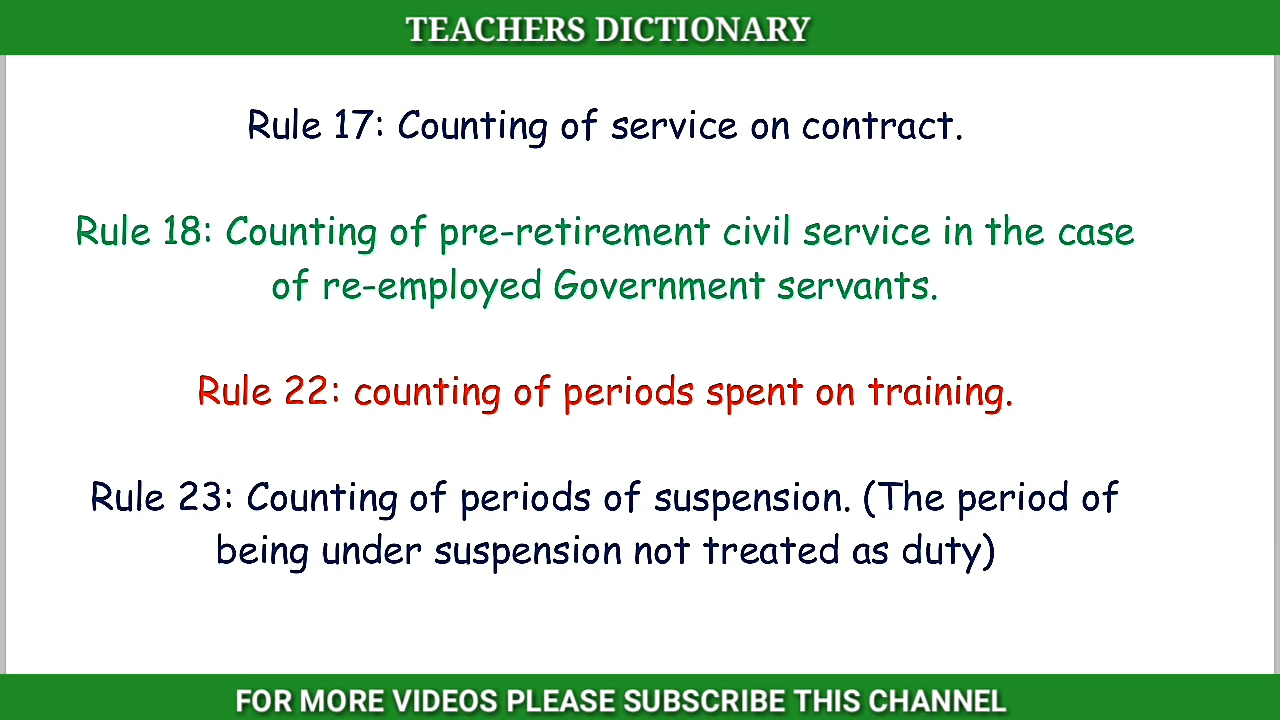 TEACHERS DICTIONARY
Rule 17: Counting of service on contract.
Rule 18: Counting of pre-retirement civil service in the case
of re-employed Government servants.
Rule 22: counting of periods spent on training.
Rule 23: Counting of periods of suspension. (The period of
being under suspension not treated as duty)
FOR MORE VIDEOS PLEASE SUBSCRIBE THIS CHANNEL